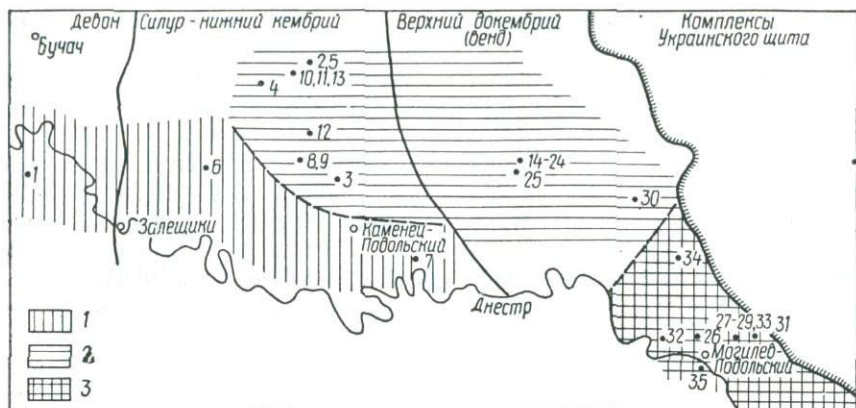 Девон
Силур - нижний кембрий
Верхний докембрий
(венд)
Комплексы
Украинского щита
Бучач
2,5
10,11,13
4
12
8,9
3
14-24
25
30
1
6
Залещики
Каменец-
Подольский
7
34
Днестр
27-29,33
31
32
26
Могилев-
Подольский
35
1
2
3